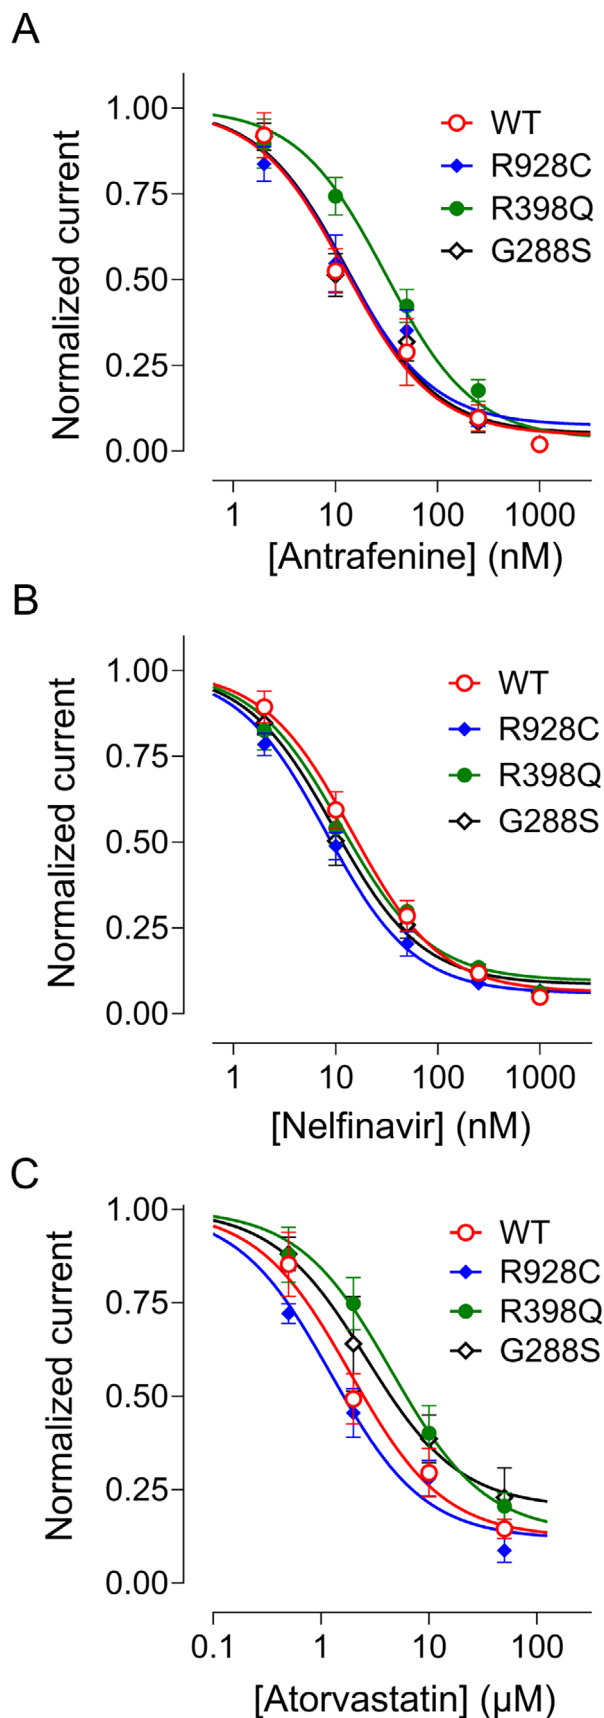 A
Normalized current
1.00
0.75
0.50
0.25
0.00
WT
R928C
R398Q
G288S
1 10 100 1000
[Antrafenine] (nM)
B
Normalized current
1.00
0.75
0.50
0.25
0.00
WT
R928C
R398Q
G288S
1 10 100 1000
[Nelfinavir] (nM)
C
Normalized current
1.00
0.75
0.50
0.25
0.00
WT
R928C
R398Q
G288S
0.1 1 10 100
[Atorvastatin] (µM)